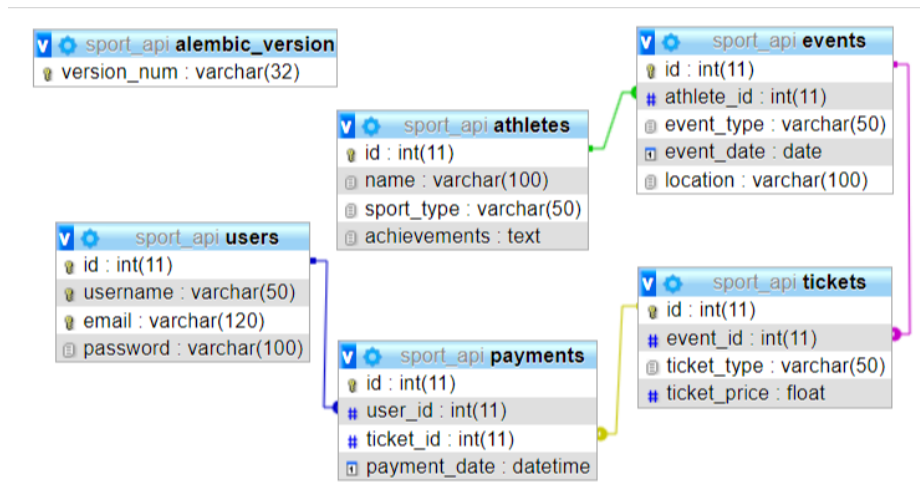 sport_api alembic_version
version_num : varchar(32)
sport_api athletes
id : int(11)
name : varchar(100)
sport_type : varchar(50)
achievements : text
sport_api events
id : int(11)
athlete_id : int(11)
event_type : varchar(50)
event_date : date
location : varchar(100)
sport_api users
id : int(11)
username : varchar(50)
email : varchar(120)
password : varchar(100)
sport_api payments
id : int(11)
user_id : int(11)
ticket_id : int(11)
payment_date : datetime
sport_api tickets
id : int(11)
event_id : int(11)
ticket_type : varchar(50)
ticket_price : float